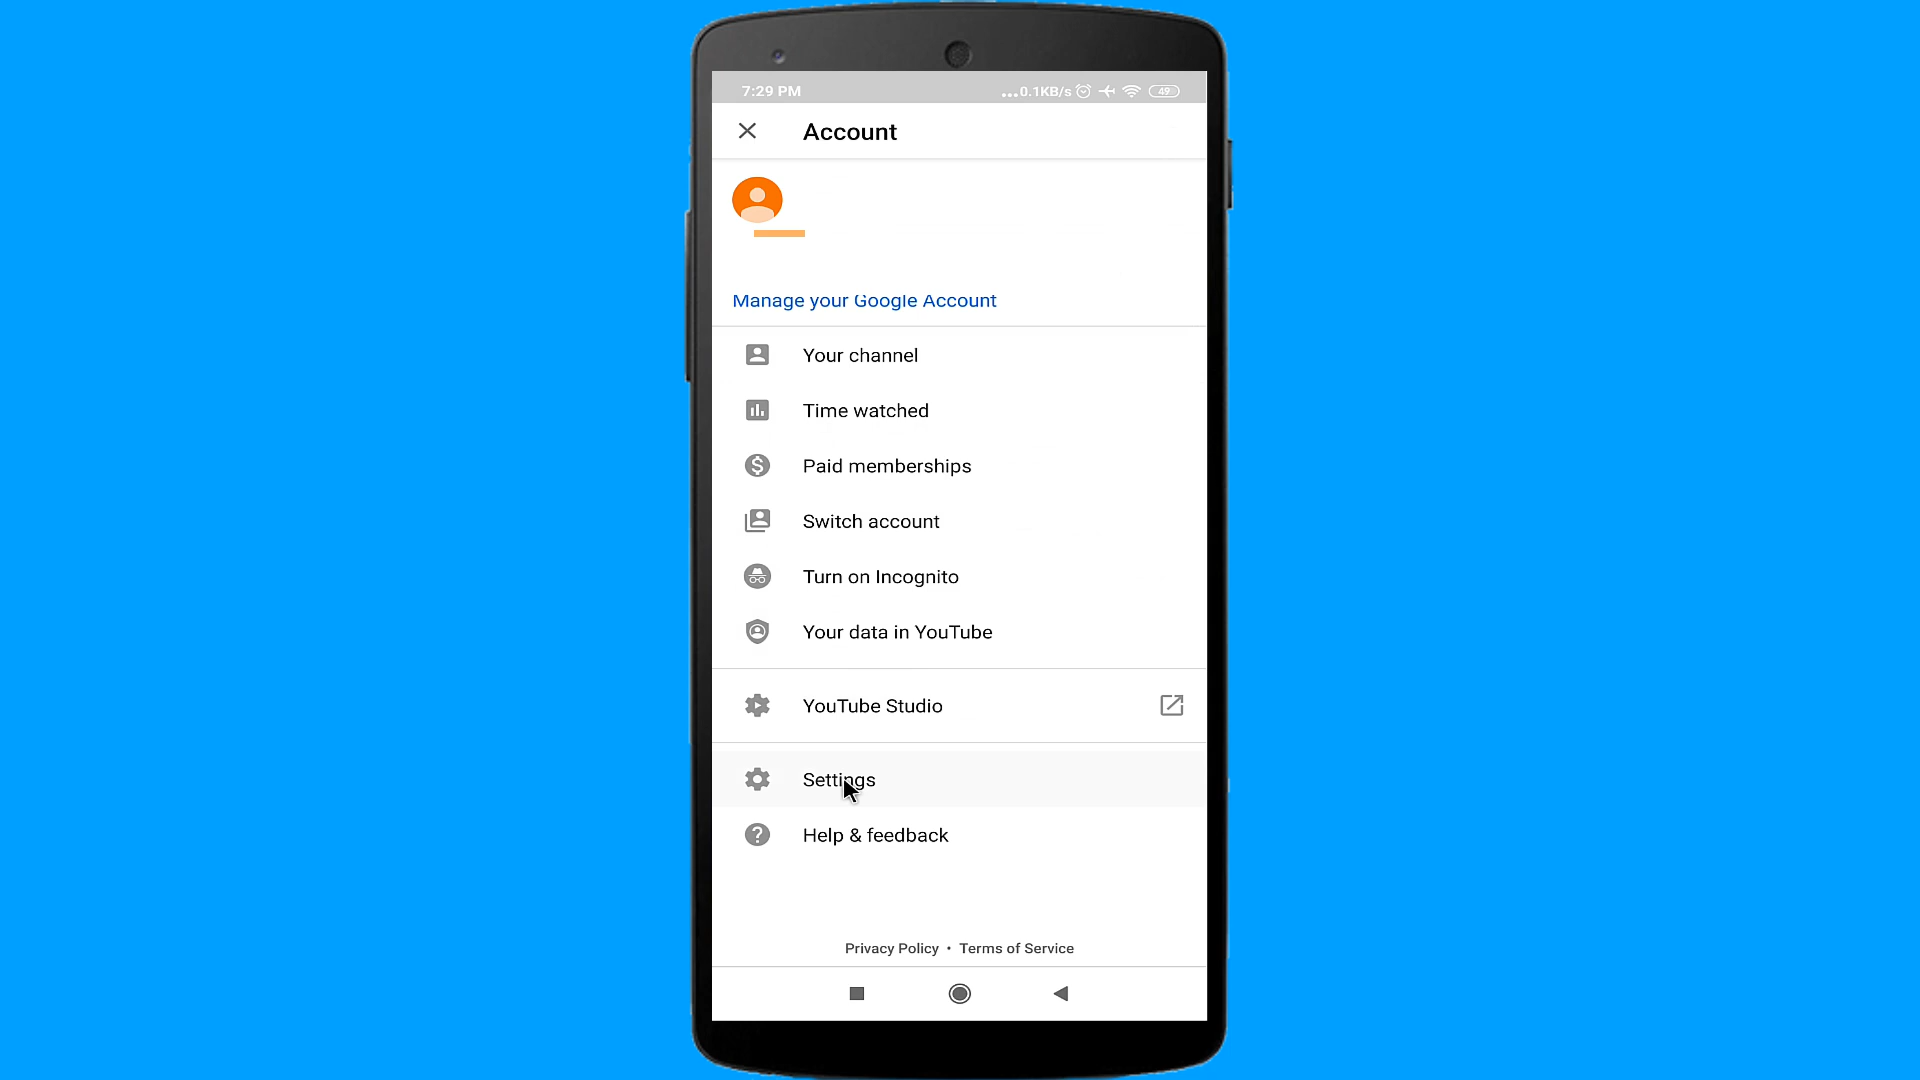 7:29 PM ...0.1KB/s 49
Account
Manage your Google Account
Your channel
Time watched
Paid memberships
Switch account
Turn on Incognito
Your data in YouTube
YouTube Studio
Settings
Help & feedback
Privacy Policy • Terms of Service